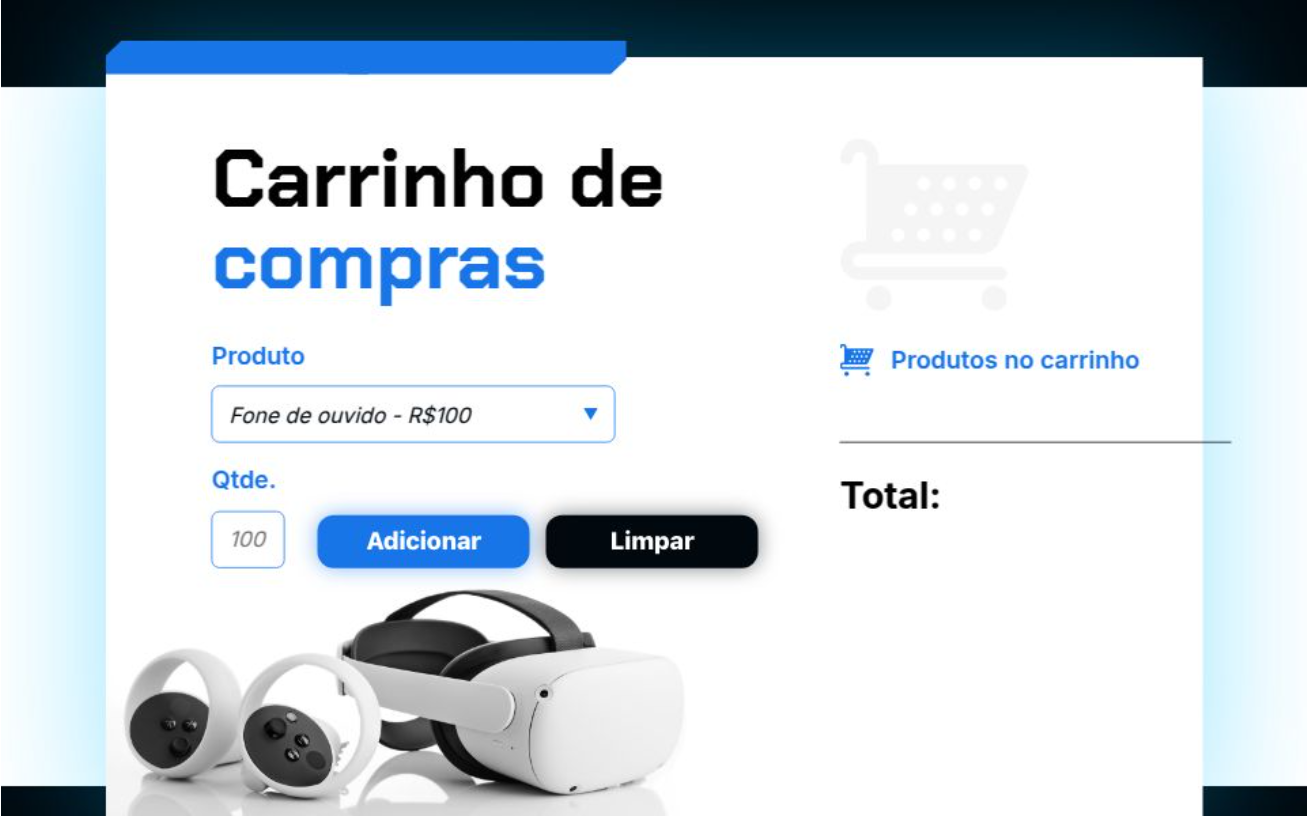 Carrinho de
compras
Produto
Fone de ouvido - R$100
Qtde.
100
Adicionar
Limpar
Produtos no carrinho
Total: